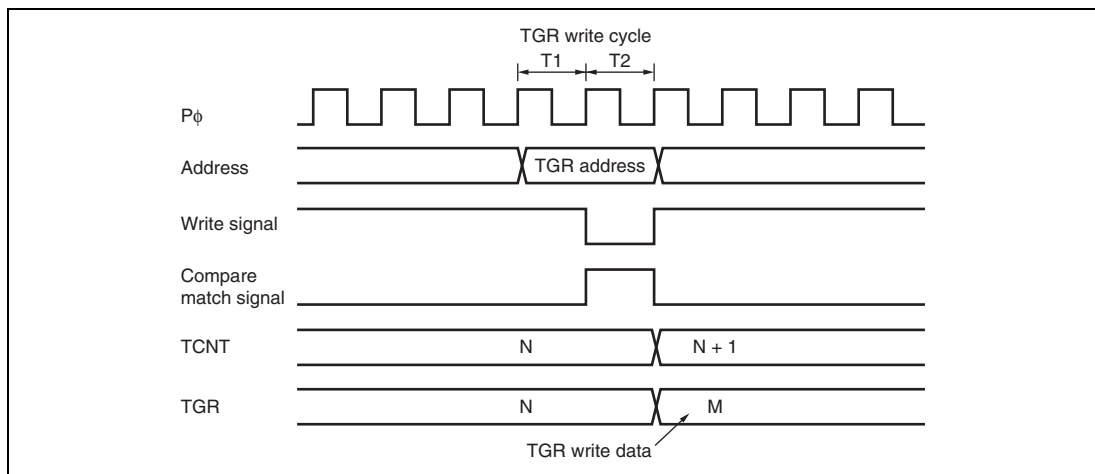 TGR write cycle
T1 T2
Pϕ
Address
TGR address
Write signal
Compare
match signal
TCNT
N
N + 1
TGR
N
M
TGR write data